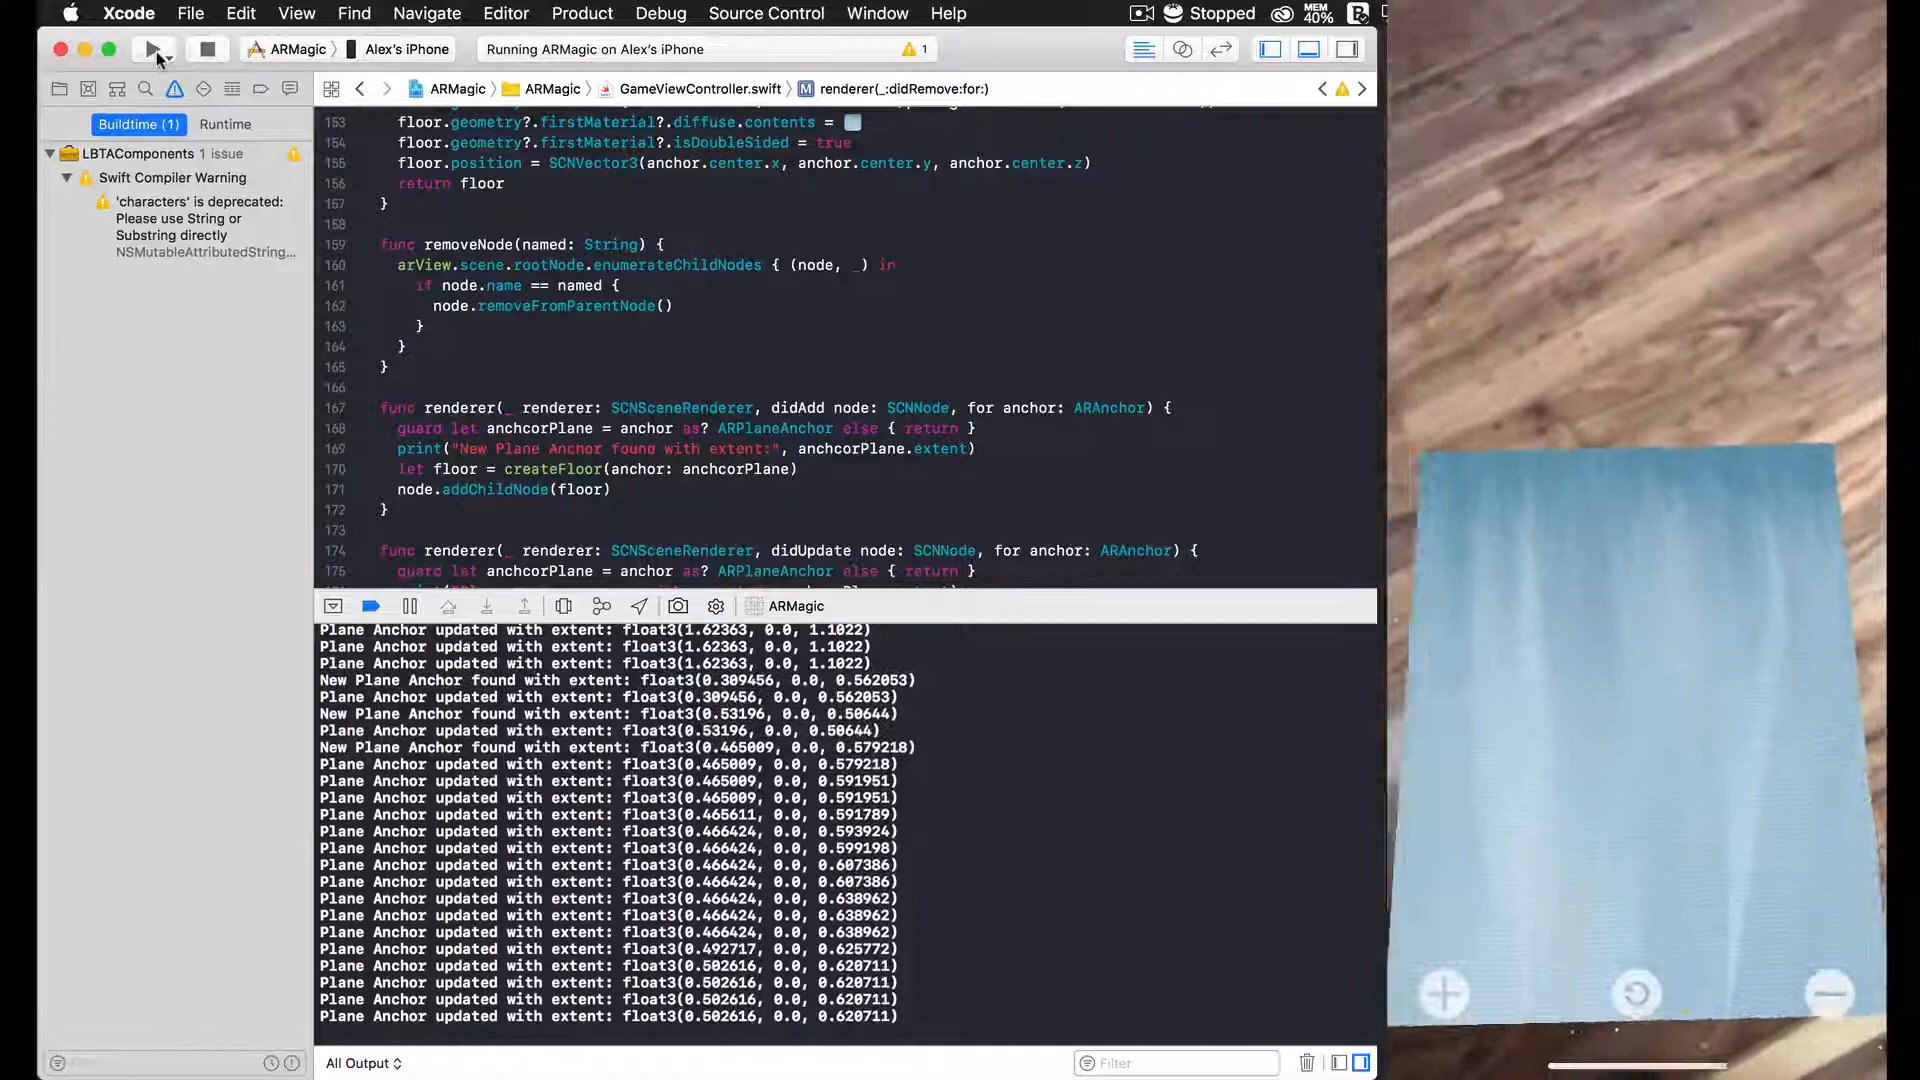 Xcode File Edit View Find Navigate Editor Product Debug Source Control Window Help Stopped MEM 40%
ARMagic Alex's iPhone Running ARMagic on Alex's iPhone 1
ARMagic ARMagic GameViewController.swift M renderer(_:didRemove:for:)
Buildtime (1) Runtime
LBTAComponents 1 issue
Swift Compiler Warning
'characters' is deprecated:
Please use String or
Substring directly
NSMutableAttributedString...
153 floor.geometry?.firstMaterial?.diffuse.contents =
154 floor.geometry?.firstMaterial?.isDoubleSided = true
155 floor.position = SCNVector3(anchor.center.x, anchor.center.y, anchor.center.z)
156 return floor
157 }
158
159 func removeNode(named: String) {
160 arView.scene.rootNode.enumerateChildNodes { (node, _) in
161 if node.name == named {
162 node.removeFromParentNode()
163 }
164 }
165 }
166
167 func renderer(_ renderer: SCNSceneRenderer, didAdd node: SCNNode, for anchor: ARAnchor) {
168 guard let anchcorPlane = anchor as? ARPlaneAnchor else { return }
169 print("New Plane Anchor found with extent:", anchcorPlane.extent)
170 let floor = createFloor(anchor: anchcorPlane)
171 node.addChildNode(floor)
172 }
173
174 func renderer(_ renderer: SCNSceneRenderer, didUpdate node: SCNNode, for anchor: ARAnchor) {
175 guard let anchcorPlane = anchor as? ARPlaneAnchor else { return }
ARMagic
Plane Anchor updated with extent: float3(1.62363, 0.0, 1.1022)
Plane Anchor updated with extent: float3(1.62363, 0.0, 1.1022)
Plane Anchor updated with extent: float3(1.62363, 0.0, 1.1022)
New Plane Anchor found with extent: float3(0.309456, 0.0, 0.562053)
Plane Anchor updated with extent: float3(0.309456, 0.0, 0.562053)
New Plane Anchor found with extent: float3(0.53196, 0.0, 0.50644)
Plane Anchor updated with extent: float3(0.53196, 0.0, 0.50644)
New Plane Anchor found with extent: float3(0.465009, 0.0, 0.579218)
Plane Anchor updated with extent: float3(0.465009, 0.0, 0.579218)
Plane Anchor updated with extent: float3(0.465009, 0.0, 0.591951)
Plane Anchor updated with extent: float3(0.465009, 0.0, 0.591951)
Plane Anchor updated with extent: float3(0.465611, 0.0, 0.591789)
Plane Anchor updated with extent: float3(0.466424, 0.0, 0.593924)
Plane Anchor updated with extent: float3(0.466424, 0.0, 0.599198)
Plane Anchor updated with extent: float3(0.466424, 0.0, 0.607386)
Plane Anchor updated with extent: float3(0.466424, 0.0, 0.607386)
Plane Anchor updated with extent: float3(0.466424, 0.0, 0.638962)
Plane Anchor updated with extent: float3(0.466424, 0.0, 0.638962)
Plane Anchor updated with extent: float3(0.466424, 0.0, 0.638962)
Plane Anchor updated with extent: float3(0.492717, 0.0, 0.625772)
Plane Anchor updated with extent: float3(0.502616, 0.0, 0.620711)
Plane Anchor updated with extent: float3(0.502616, 0.0, 0.620711)
Plane Anchor updated with extent: float3(0.502616, 0.0, 0.620711)
Plane Anchor updated with extent: float3(0.502616, 0.0, 0.620711)
All Output Filter